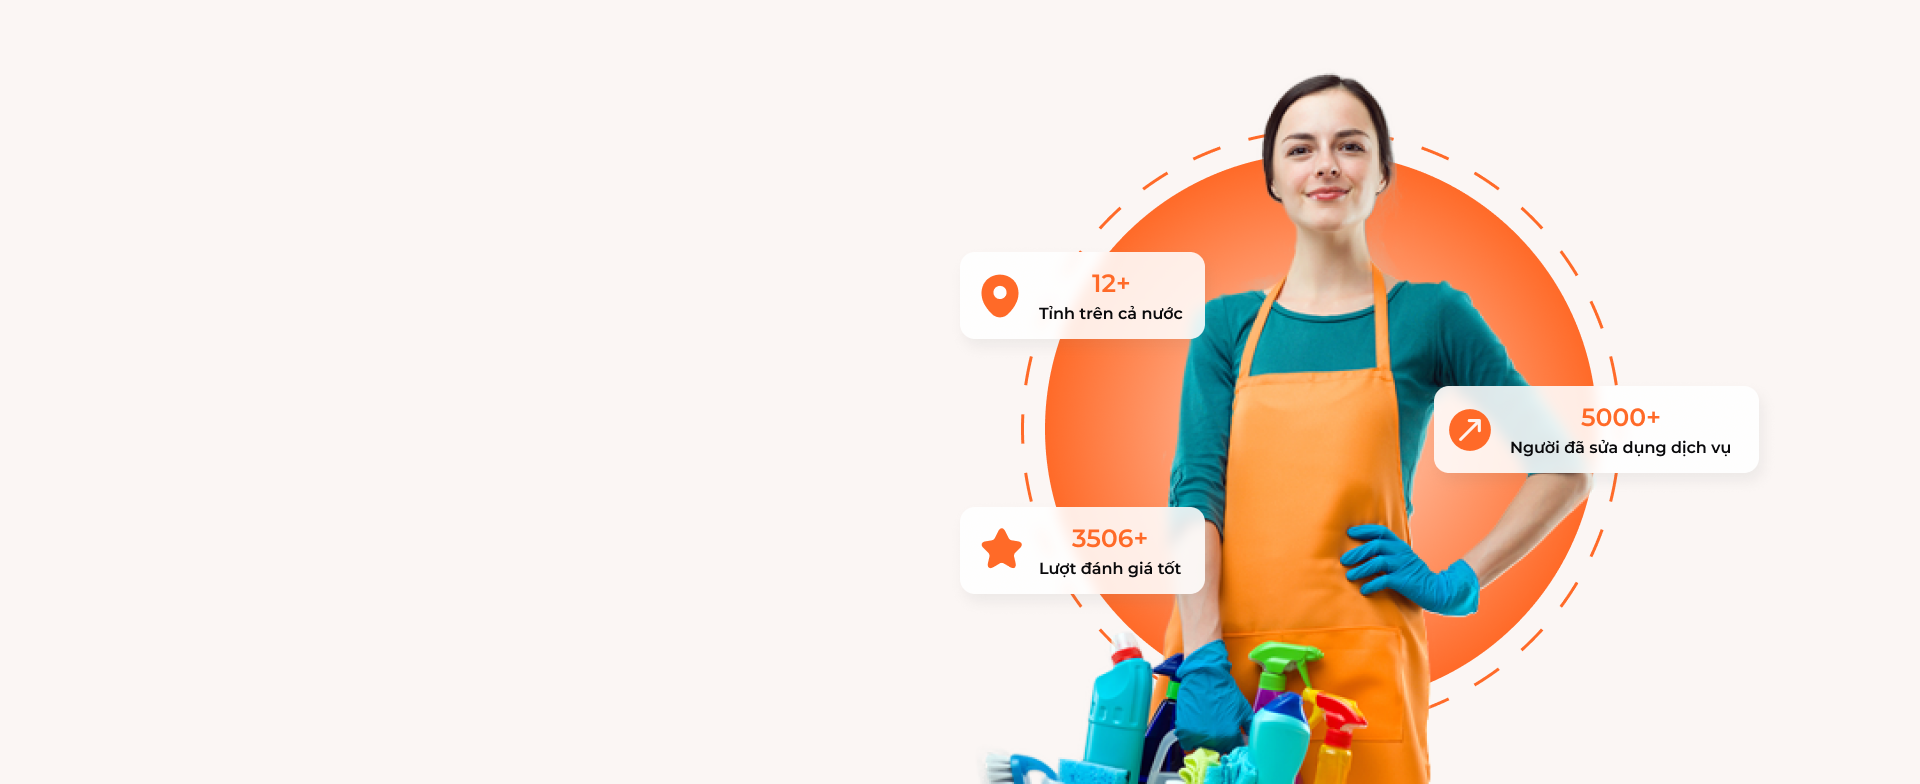 12+
Tỉnh trên cả nước
5000+
Người đã sửa dụng dịch vụ
3506+
Lượt đánh giá tốt